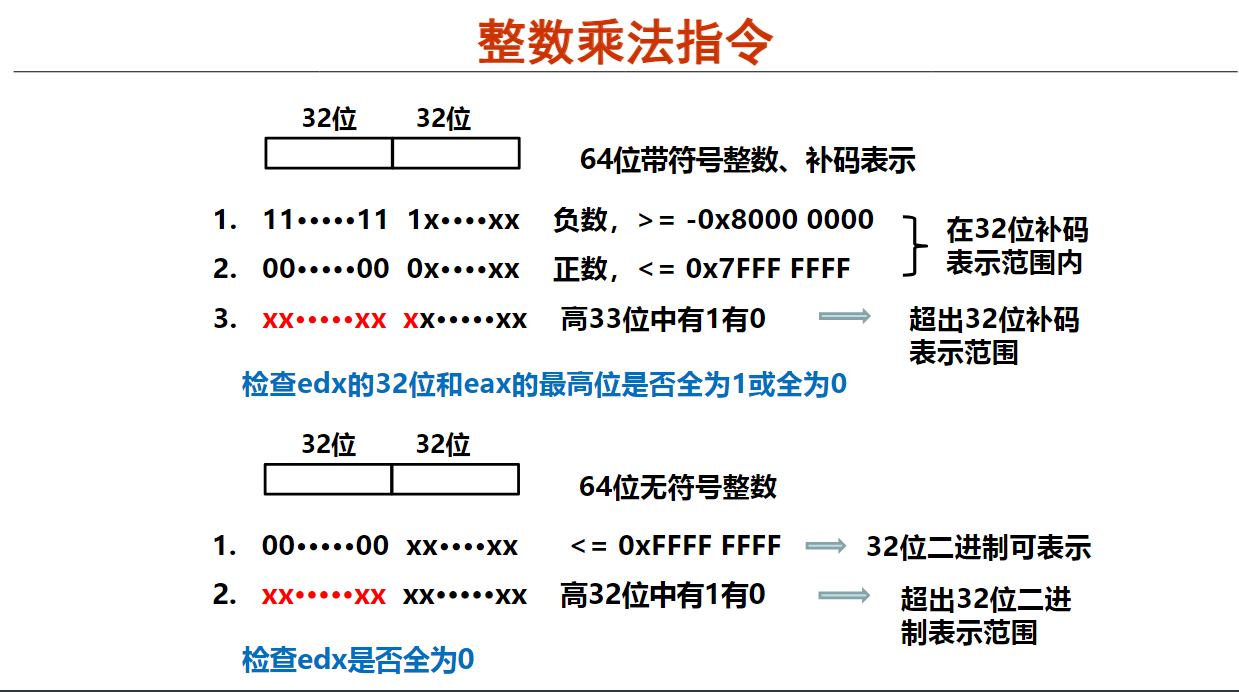 整数乘法指令
32位 32位
64位带符号整数、补码表示
1. 11•••••11 1x••••xx 负数，>= -0x8000 0000
2. 00•••••00 0x••••xx 正数，<= 0x7FFF FFFF
在32位补码
表示范围内
3. xx•••••xx xx•••••xx 高33位中有1有0
超出32位补码
表示范围
检查edx的32位和eax的最高位是否全为1或全为0
32位 32位
64位无符号整数
1. 00•••••00 xx••••xx <= 0xFFFF FFFF 32位二进制可表示
2. xx•••••xx xx•••••xx 高32位中有1有0
超出32位二进
制表示范围
检查edx是否全为0